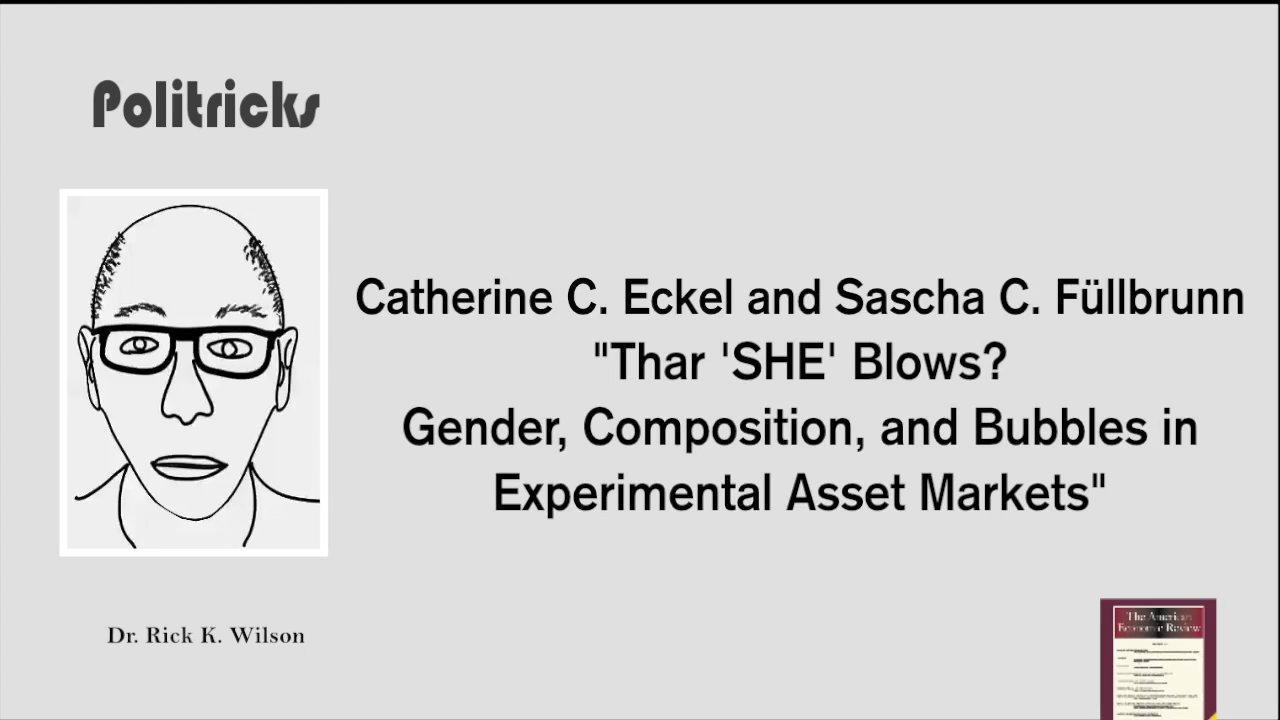 Politricks
Catherine C. Eckel and Sascha C. Füllbrunn
"Thar 'SHE' Blows?
Gender, Composition, and Bubbles in
Experimental Asset Markets"
Dr. Rick K. Wilson
The American
Economic Review